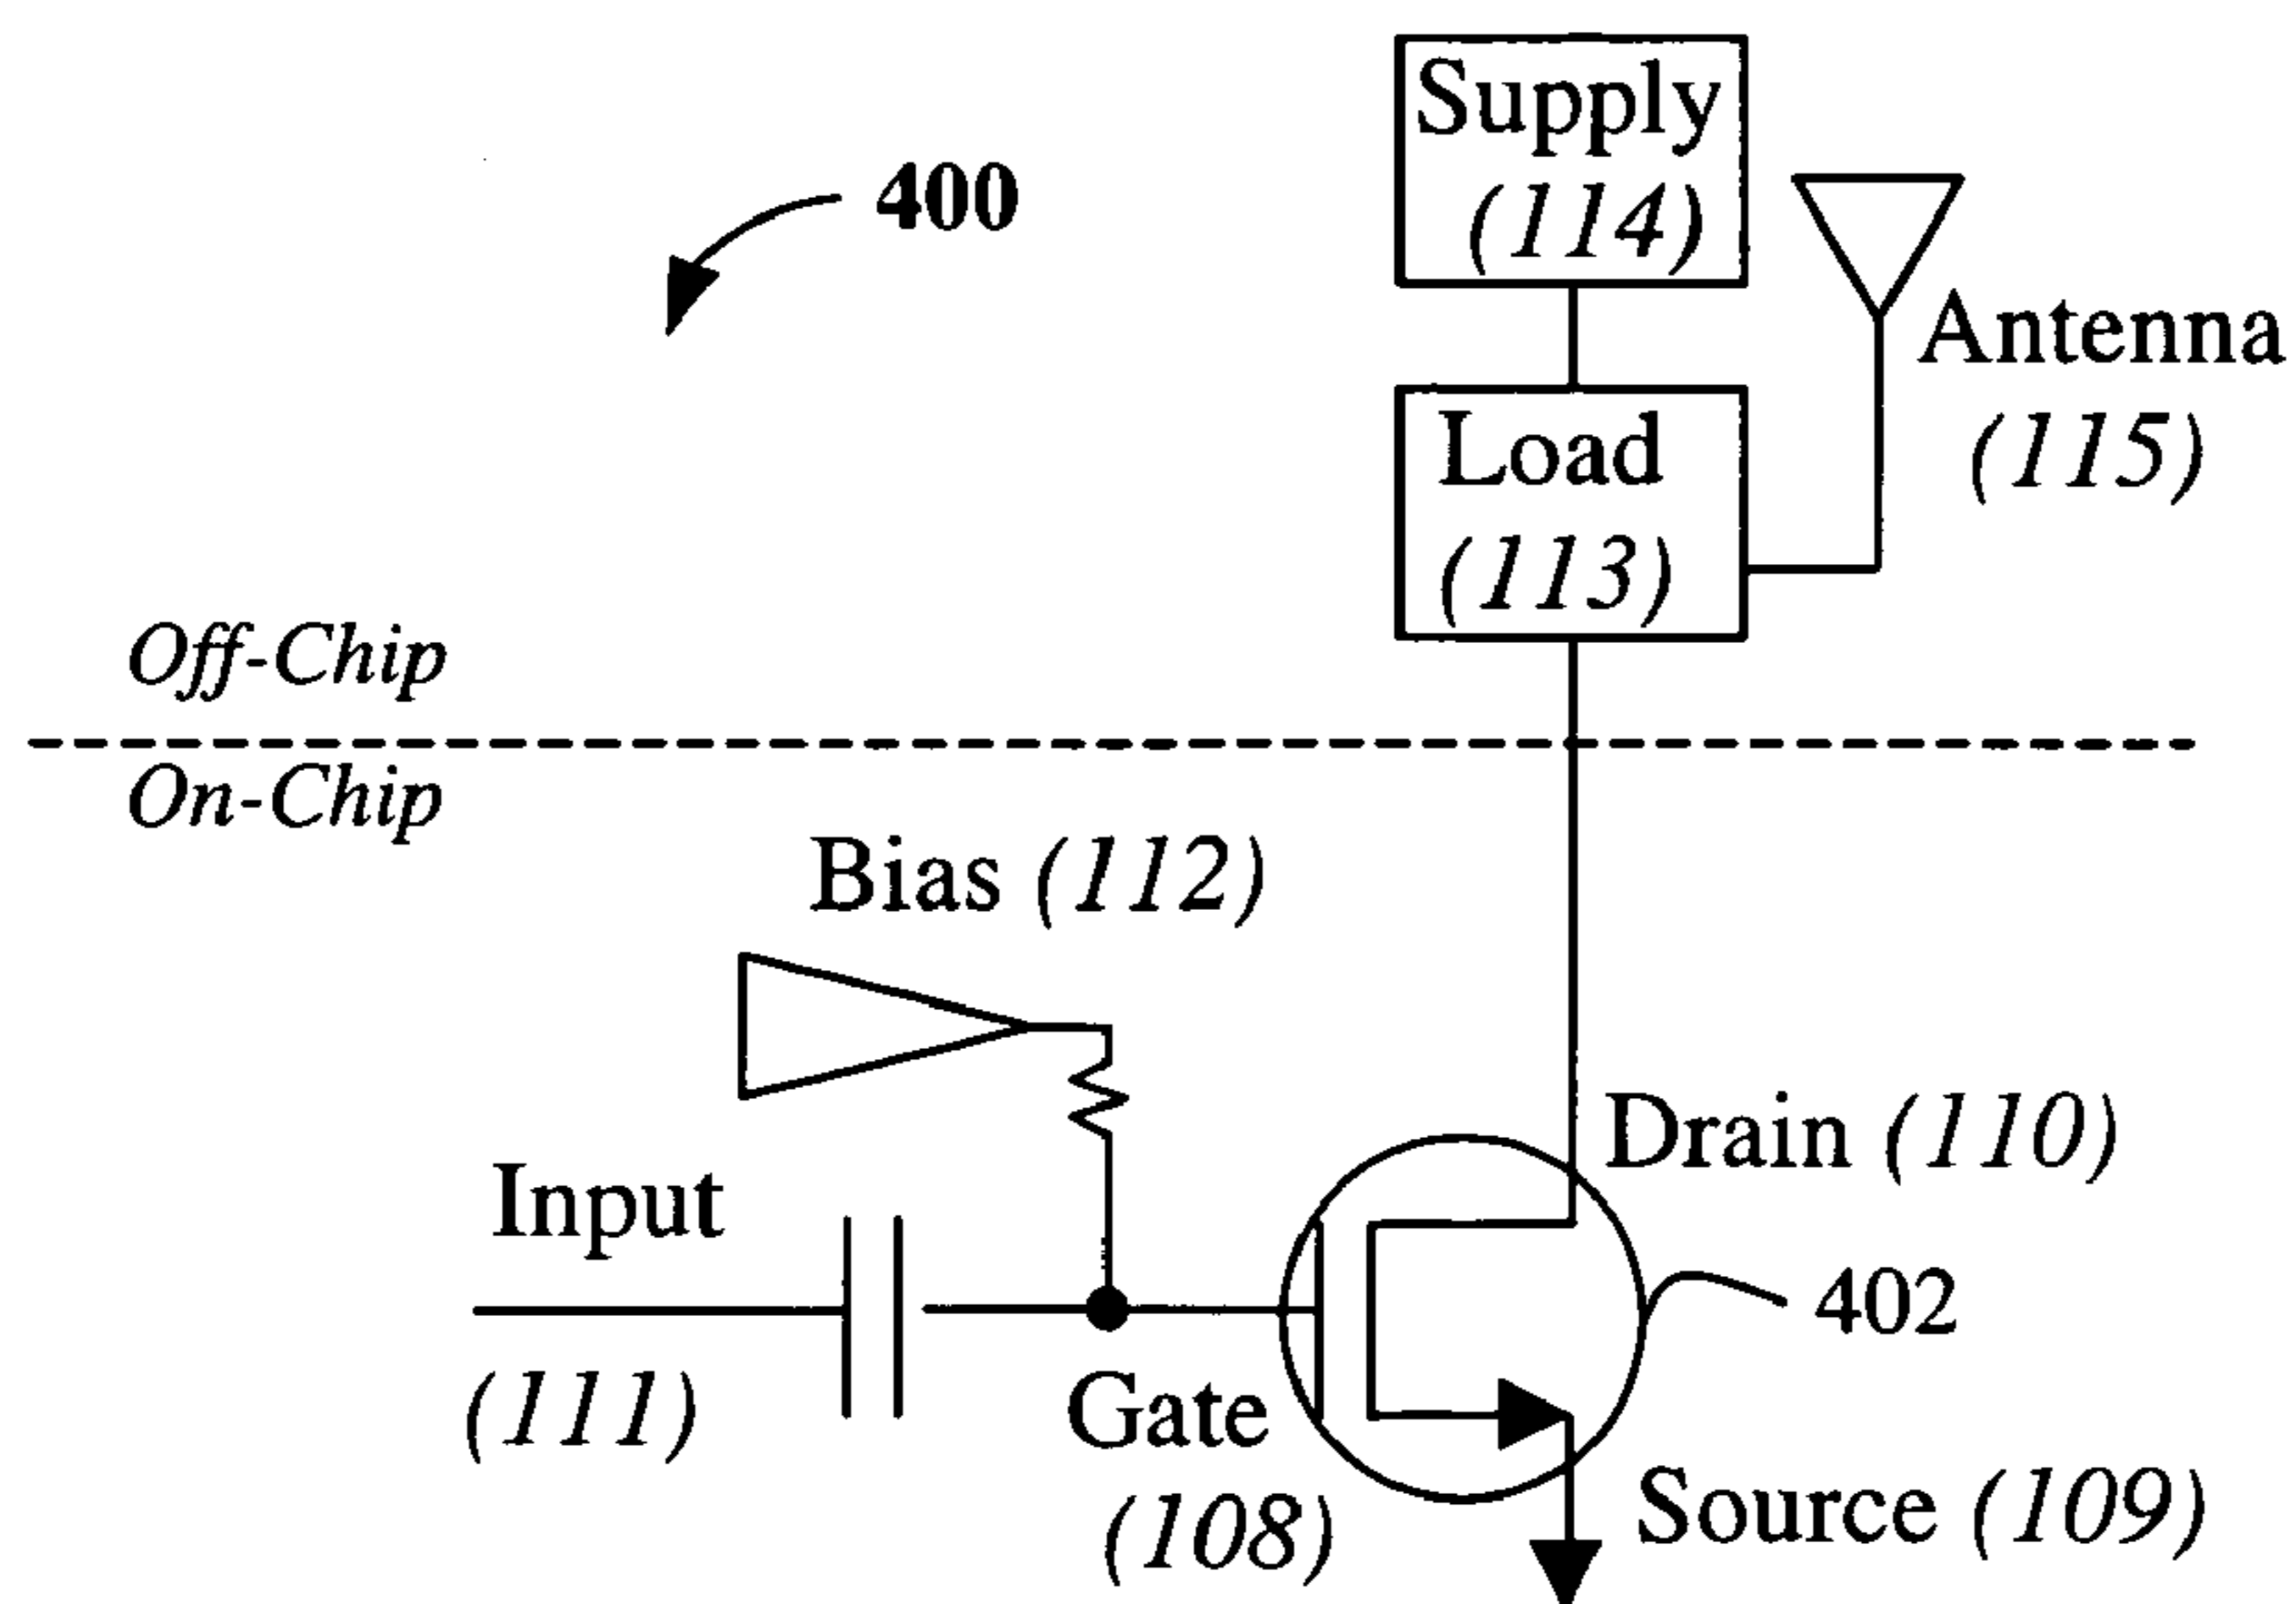 Supply
(114)
400
Antenna
(115)
Load
(113)
Off-Chip
On-Chip
Bias (112)
Drain (110)
Input
(111)
402
Gate
(108)
Source (109)